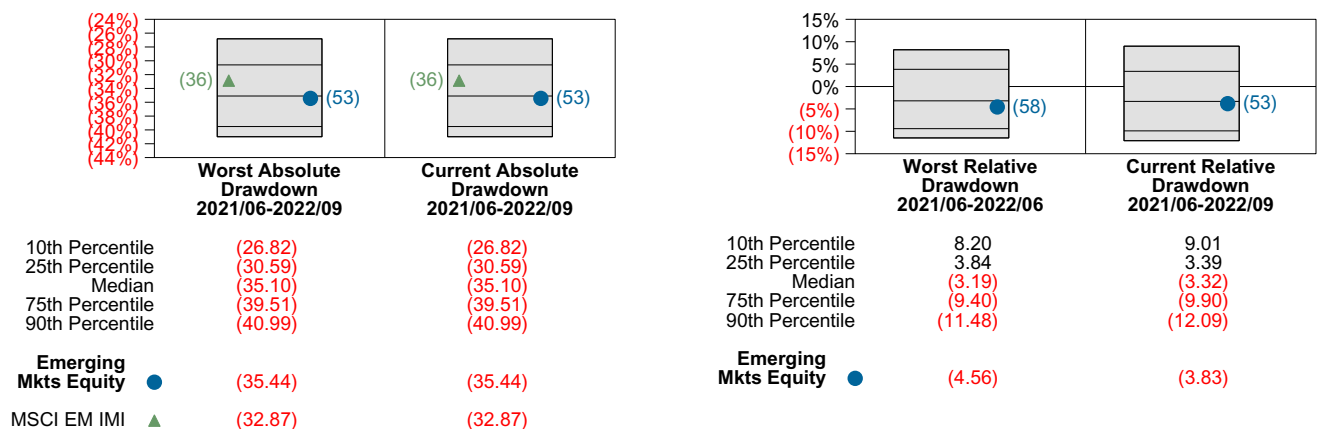 (24%)
(26%)
(28%)
(30%)
(32%)
(34%)
(36%)
(38%)
(40%)
(42%)
(44%)
(36) (53) (36) (53)
Worst Absolute Current Absolute
Drawdown Drawdown
2021/06-2022/09 2021/06-2022/09
10th Percentile (26.82) (26.82)
25th Percentile (30.59) (30.59)
Median (35.10) (35.10)
75th Percentile (39.51) (39.51)
90th Percentile (40.99) (40.99)
Emerging
Mkts Equity (35.44) (35.44)
MSCI EM IMI (32.87) (32.87)
15%
10%
5%
0%
(5%)
(10%)
(15%)
(58) (53)
Worst Relative Current Relative
Drawdown Drawdown
2021/06-2022/06 2021/06-2022/09
10th Percentile 8.20 9.01
25th Percentile 3.84 3.39
Median (3.19) (3.32)
75th Percentile (9.40) (9.90)
90th Percentile (11.48) (12.09)
Emerging
Mkts Equity (4.56) (3.83)